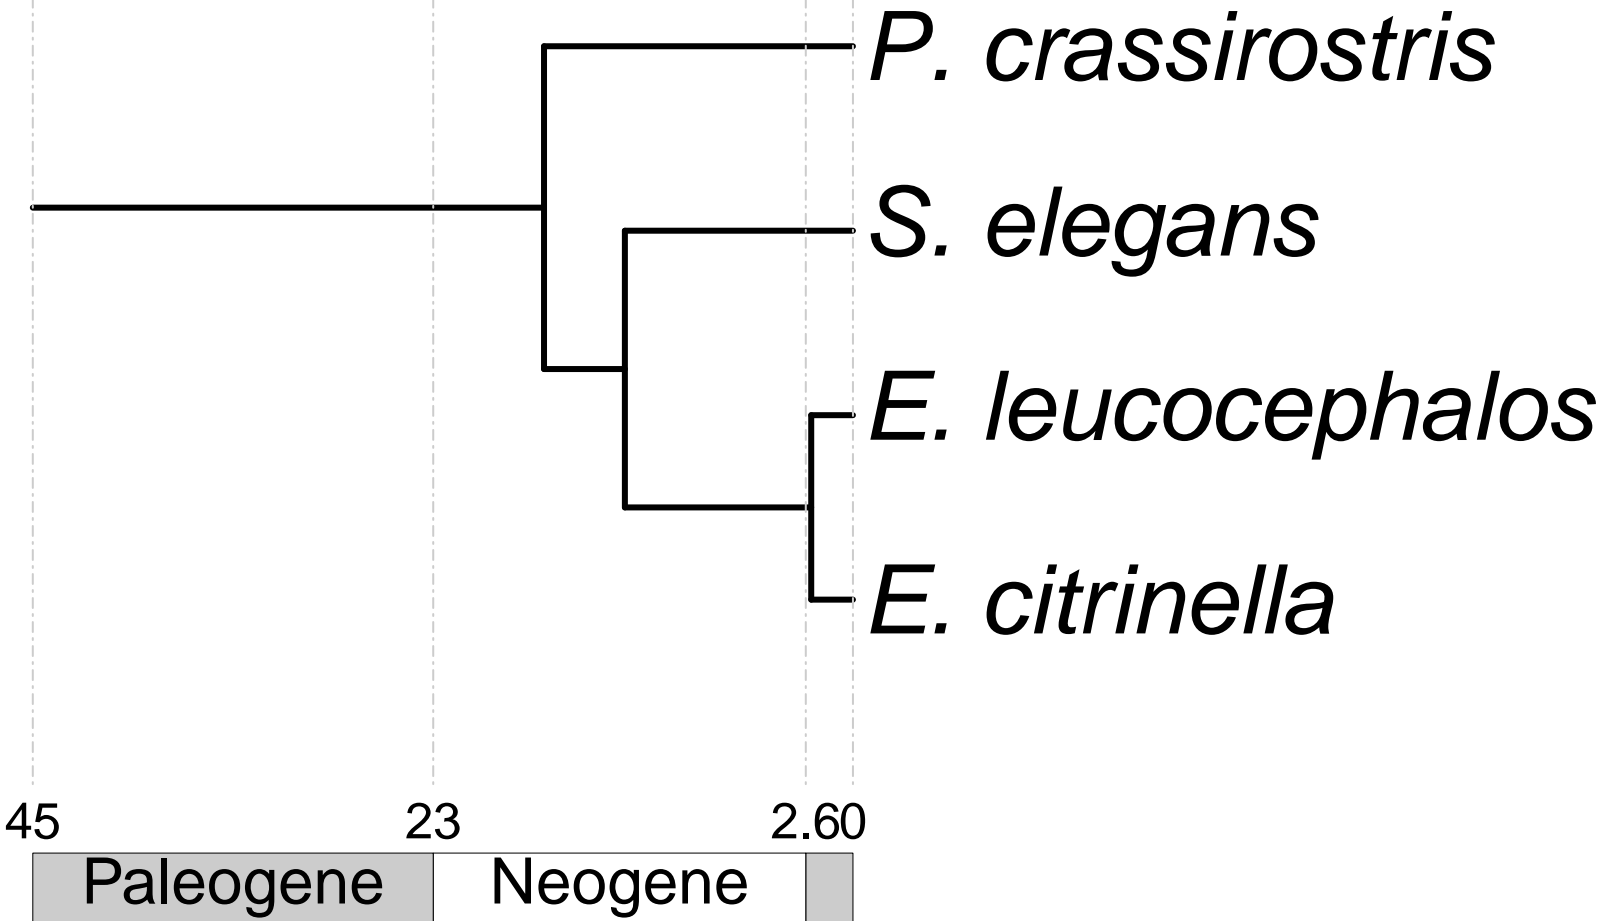 P. crassirostris
S. elegans
E. leucocephalos
E. citrinella
45 23 2.60
Paleogene Neogene